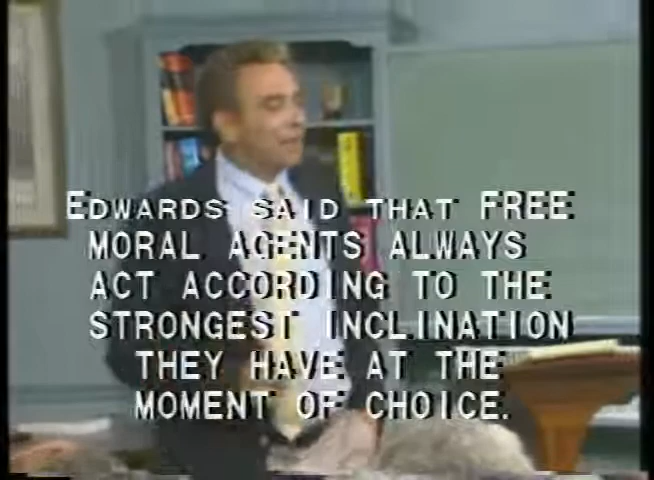 EDWARDS SAID THAT FREE
MORAL AGENTS ALWAYS
ACT ACCORDING TO THE
STRONGEST INCLINATION
THEY HAVE AT THE
MOMENT OF CHOICE.